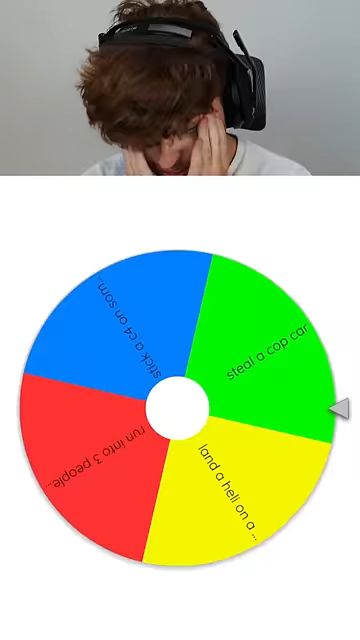 stick a c4 on som...
steal a cop car
run into 3 people...
land a heli on a ...